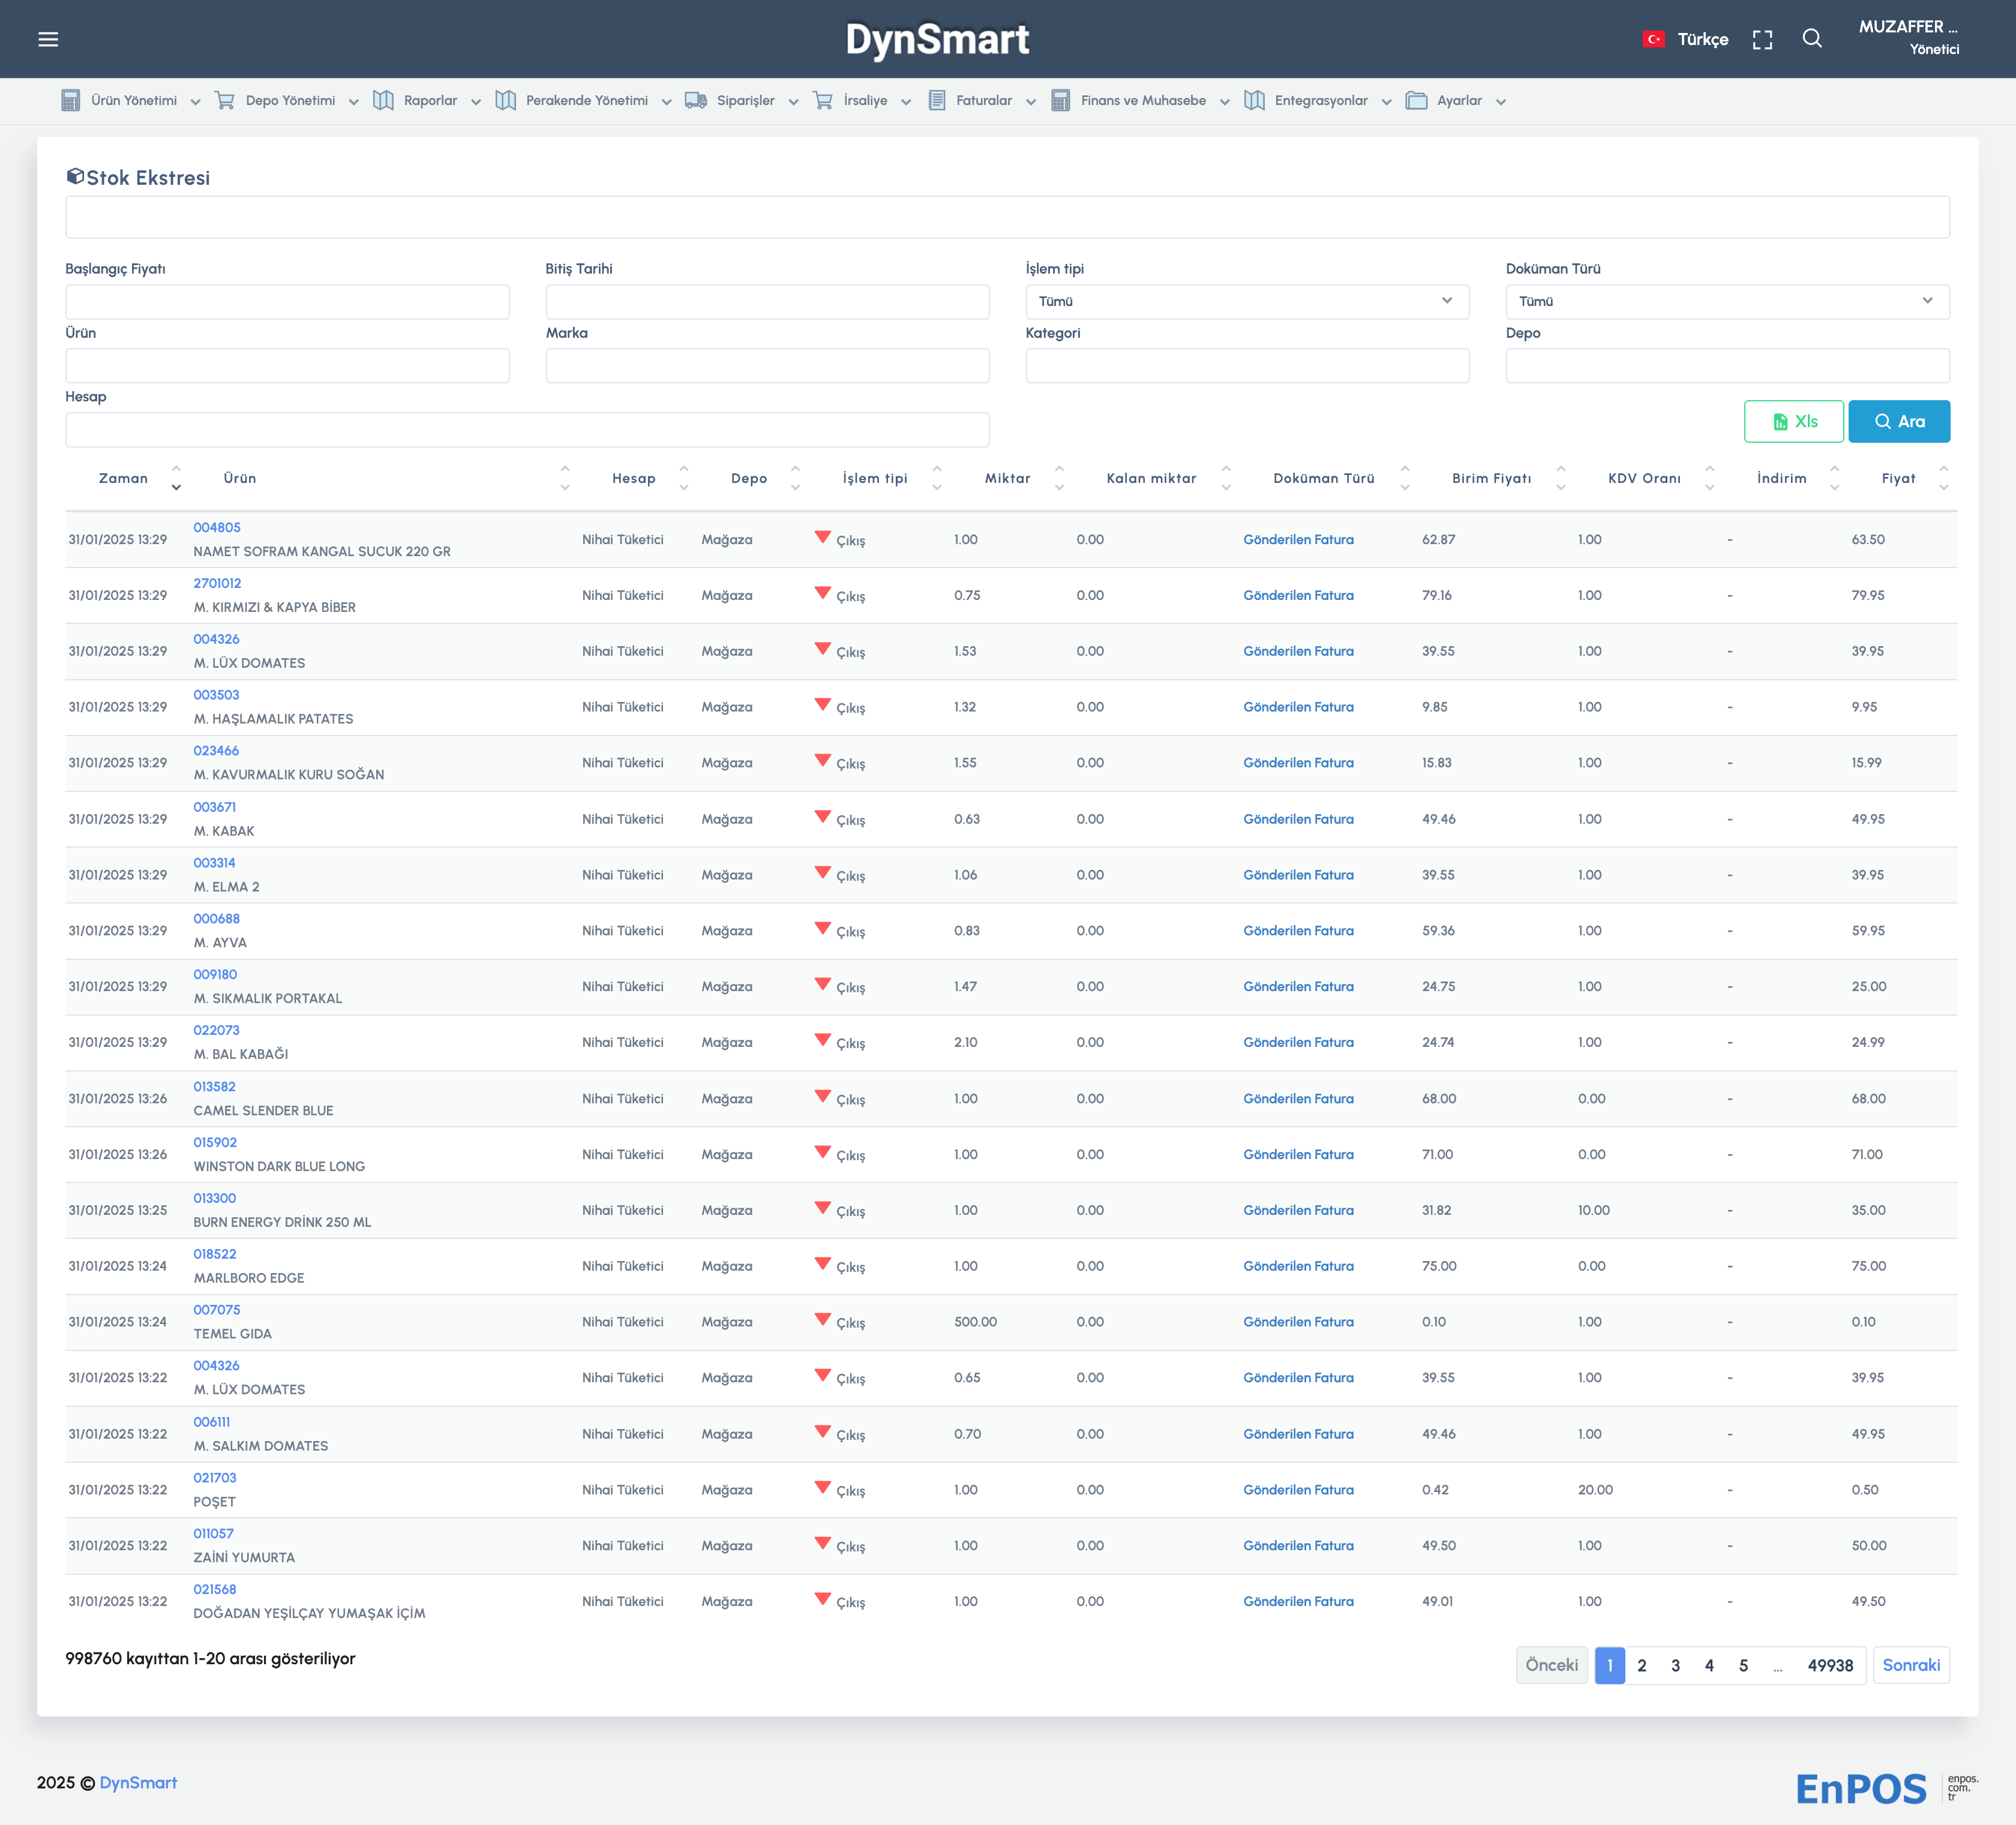 DynSmart
Türkçe
MUZAFFER ...
Yönetici
Ürün Yönetimi Depo Yönetimi Raporlar Perakende Yönetimi Siparişler İrsaliye Faturalar Finans ve Muhasebe Entegrasyonlar Ayarlar
Stok Ekstresi
Başlangıç Fiyatı Bitiş Tarihi İşlem tipi Doküman Türü
Tümü Tümü
Ürün Marka Kategori Depo
Hesap
Xls Ara
Zaman Ürün Hesap Depo İşlem tipi Miktar Kalan miktar Doküman Türü Birim Fiyatı KDV Oranı İndirim Fiyat
004805
31/01/2025 13:29 NAMET SOFRAM KANGAL SUCUK 220 GR Nihai Tüketici Mağaza Çıkış 1.00 0.00 Gönderilen Fatura 62.87 1.00 - 63.50
2701012
31/01/2025 13:29 M. KIRMIZI & KAPYA BİBER Nihai Tüketici Mağaza Çıkış 0.75 0.00 Gönderilen Fatura 79.16 1.00 - 79.95
004326
31/01/2025 13:29 M. LÜX DOMATES Nihai Tüketici Mağaza Çıkış 1.53 0.00 Gönderilen Fatura 39.55 1.00 - 39.95
003503
31/01/2025 13:29 M. HAŞLAMALIK PATATES Nihai Tüketici Mağaza Çıkış 1.32 0.00 Gönderilen Fatura 9.85 1.00 - 9.95
023466
31/01/2025 13:29 M. KAVURMALIK KURU SOĞAN Nihai Tüketici Mağaza Çıkış 1.55 0.00 Gönderilen Fatura 15.83 1.00 - 15.99
003671
31/01/2025 13:29 M. KABAK Nihai Tüketici Mağaza Çıkış 0.63 0.00 Gönderilen Fatura 49.46 1.00 - 49.95
003314
31/01/2025 13:29 M. ELMA 2 Nihai Tüketici Mağaza Çıkış 1.06 0.00 Gönderilen Fatura 39.55 1.00 - 39.95
000688
31/01/2025 13:29 M. AYVA Nihai Tüketici Mağaza Çıkış 0.83 0.00 Gönderilen Fatura 59.36 1.00 - 59.95
009180
31/01/2025 13:29 M. SIKMALIK PORTAKAL Nihai Tüketici Mağaza Çıkış 1.47 0.00 Gönderilen Fatura 24.75 1.00 - 25.00
022073
31/01/2025 13:29 M. BAL KABAĞI Nihai Tüketici Mağaza Çıkış 2.10 0.00 Gönderilen Fatura 24.74 1.00 - 24.99
013582
31/01/2025 13:26 CAMEL SLENDER BLUE Nihai Tüketici Mağaza Çıkış 1.00 0.00 Gönderilen Fatura 68.00 0.00 - 68.00
015902
31/01/2025 13:26 WINSTON DARK BLUE LONG Nihai Tüketici Mağaza Çıkış 1.00 0.00 Gönderilen Fatura 71.00 0.00 - 71.00
013300
31/01/2025 13:25 BURN ENERGY DRİNK 250 ML Nihai Tüketici Mağaza Çıkış 1.00 0.00 Gönderilen Fatura 31.82 10.00 - 35.00
018522
31/01/2025 13:24 MARLBORO EDGE Nihai Tüketici Mağaza Çıkış 1.00 0.00 Gönderilen Fatura 75.00 0.00 - 75.00
007075
31/01/2025 13:24 TEMEL GIDA Nihai Tüketici Mağaza Çıkış 500.00 0.00 Gönderilen Fatura 0.10 1.00 - 0.10
004326
31/01/2025 13:22 M. LÜX DOMATES Nihai Tüketici Mağaza Çıkış 0.65 0.00 Gönderilen Fatura 39.55 1.00 - 39.95
006111
31/01/2025 13:22 M. SALKIM DOMATES Nihai Tüketici Mağaza Çıkış 0.70 0.00 Gönderilen Fatura 49.46 1.00 - 49.95
021703
31/01/2025 13:22 POŞET Nihai Tüketici Mağaza Çıkış 1.00 0.00 Gönderilen Fatura 0.42 20.00 - 0.50
011057
31/01/2025 13:22 ZAİNİ YUMURTA Nihai Tüketici Mağaza Çıkış 1.00 0.00 Gönderilen Fatura 49.50 1.00 - 50.00
021568
31/01/2025 13:22 DOĞADAN YEŞİLÇAY YUMAŞAK İÇİM Nihai Tüketici Mağaza Çıkış 1.00 0.00 Gönderilen Fatura 49.01 1.00 - 49.50
998760 kayıttan 1-20 arası gösteriliyor
Önceki 1 2 3 4 5 ... 49938 Sonraki
2025 © DynSmart
EnPOS
enpos.
com.
tr